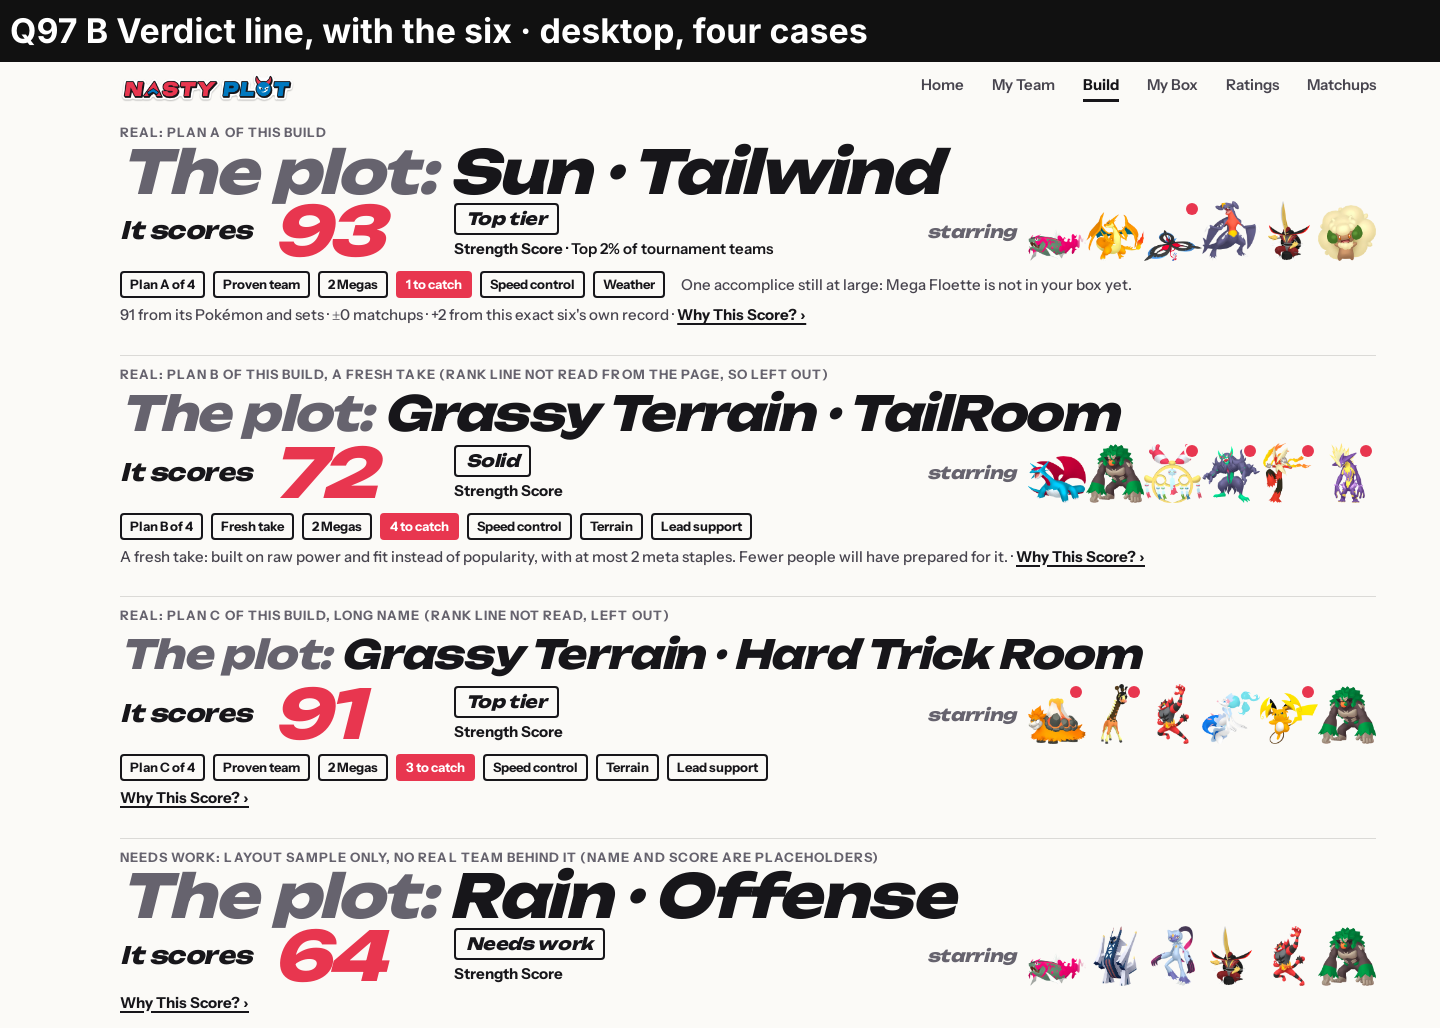 Q97 B Verdict line, with the six · desktop, four cases
NASTY PLOT
Home My Team Build My Box Ratings Matchups
REAL: PLAN A OF THIS BUILD
The plot: Sun · Tailwind
It scores 93 Top tier starring
Strength Score · Top 2% of tournament teams
Plan A of 4 Proven team 2 Megas 1 to catch Speed control Weather One accomplice still at large: Mega Floette is not in your box yet.
91 from its Pokémon and sets · ±0 matchups · +2 from this exact six's own record · Why This Score? ›
REAL: PLAN B OF THIS BUILD, A FRESH TAKE (RANK LINE NOT READ FROM THE PAGE, SO LEFT OUT)
The plot: Grassy Terrain · TailRoom
It scores 72 Solid starring
Strength Score
Plan B of 4 Fresh take 2 Megas 4 to catch Speed control Terrain Lead support
A fresh take: built on raw power and fit instead of popularity, with at most 2 meta staples. Fewer people will have prepared for it. · Why This Score? ›
REAL: PLAN C OF THIS BUILD, LONG NAME (RANK LINE NOT READ, LEFT OUT)
The plot: Grassy Terrain · Hard Trick Room
It scores 91 Top tier starring
Strength Score
Plan C of 4 Proven team 2 Megas 3 to catch Speed control Terrain Lead support
Why This Score? ›
NEEDS WORK: LAYOUT SAMPLE ONLY, NO REAL TEAM BEHIND IT (NAME AND SCORE ARE PLACEHOLDERS)
The plot: Rain · Offense
It scores 64 Needs work starring
Strength Score
Why This Score? ›